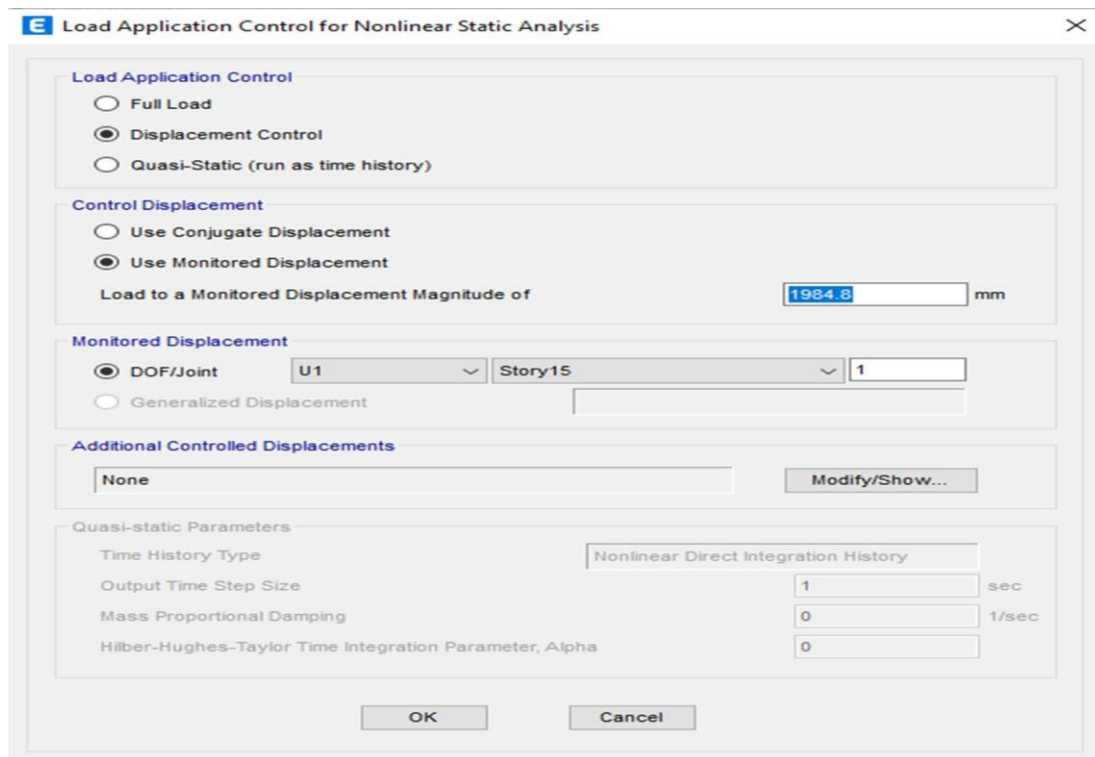 E Load Application Control for Nonlinear Static Analysis
Load Application Control
Full Load
Displacement Control
Quasi-Static (run as time history)
Control Displacement
Use Conjugate Displacement
Use Monitored Displacement
Load to a Monitored Displacement Magnitude of 1984.8 mm
Monitored Displacement
DOF/Joint U1 Story15 1
Generalized Displacement
Additional Controlled Displacements
None Modify/Show...
Quasi-static Parameters
Time History Type Nonlinear Direct Integration History
Output Time Step Size 1 sec
Mass Proportional Damping 0 1/sec
Hilber-Hughes-Taylor Time Integration Parameter, Alpha 0
OK Cancel